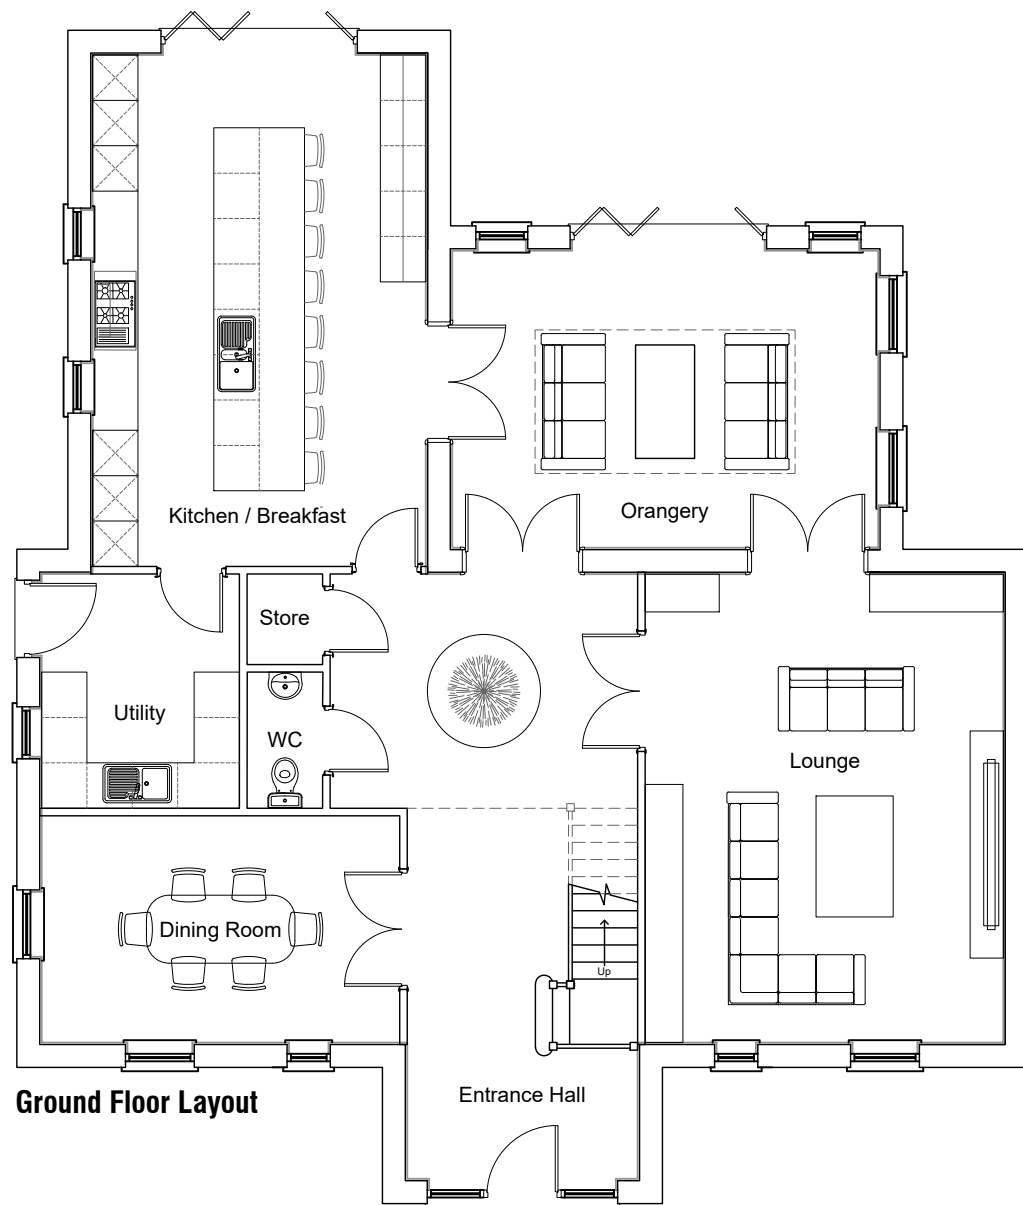 Kitchen / Breakfast
Orangery
Store
Utility
WC
Lounge
Dining Room
Up
Entrance Hall
Ground Floor Layout